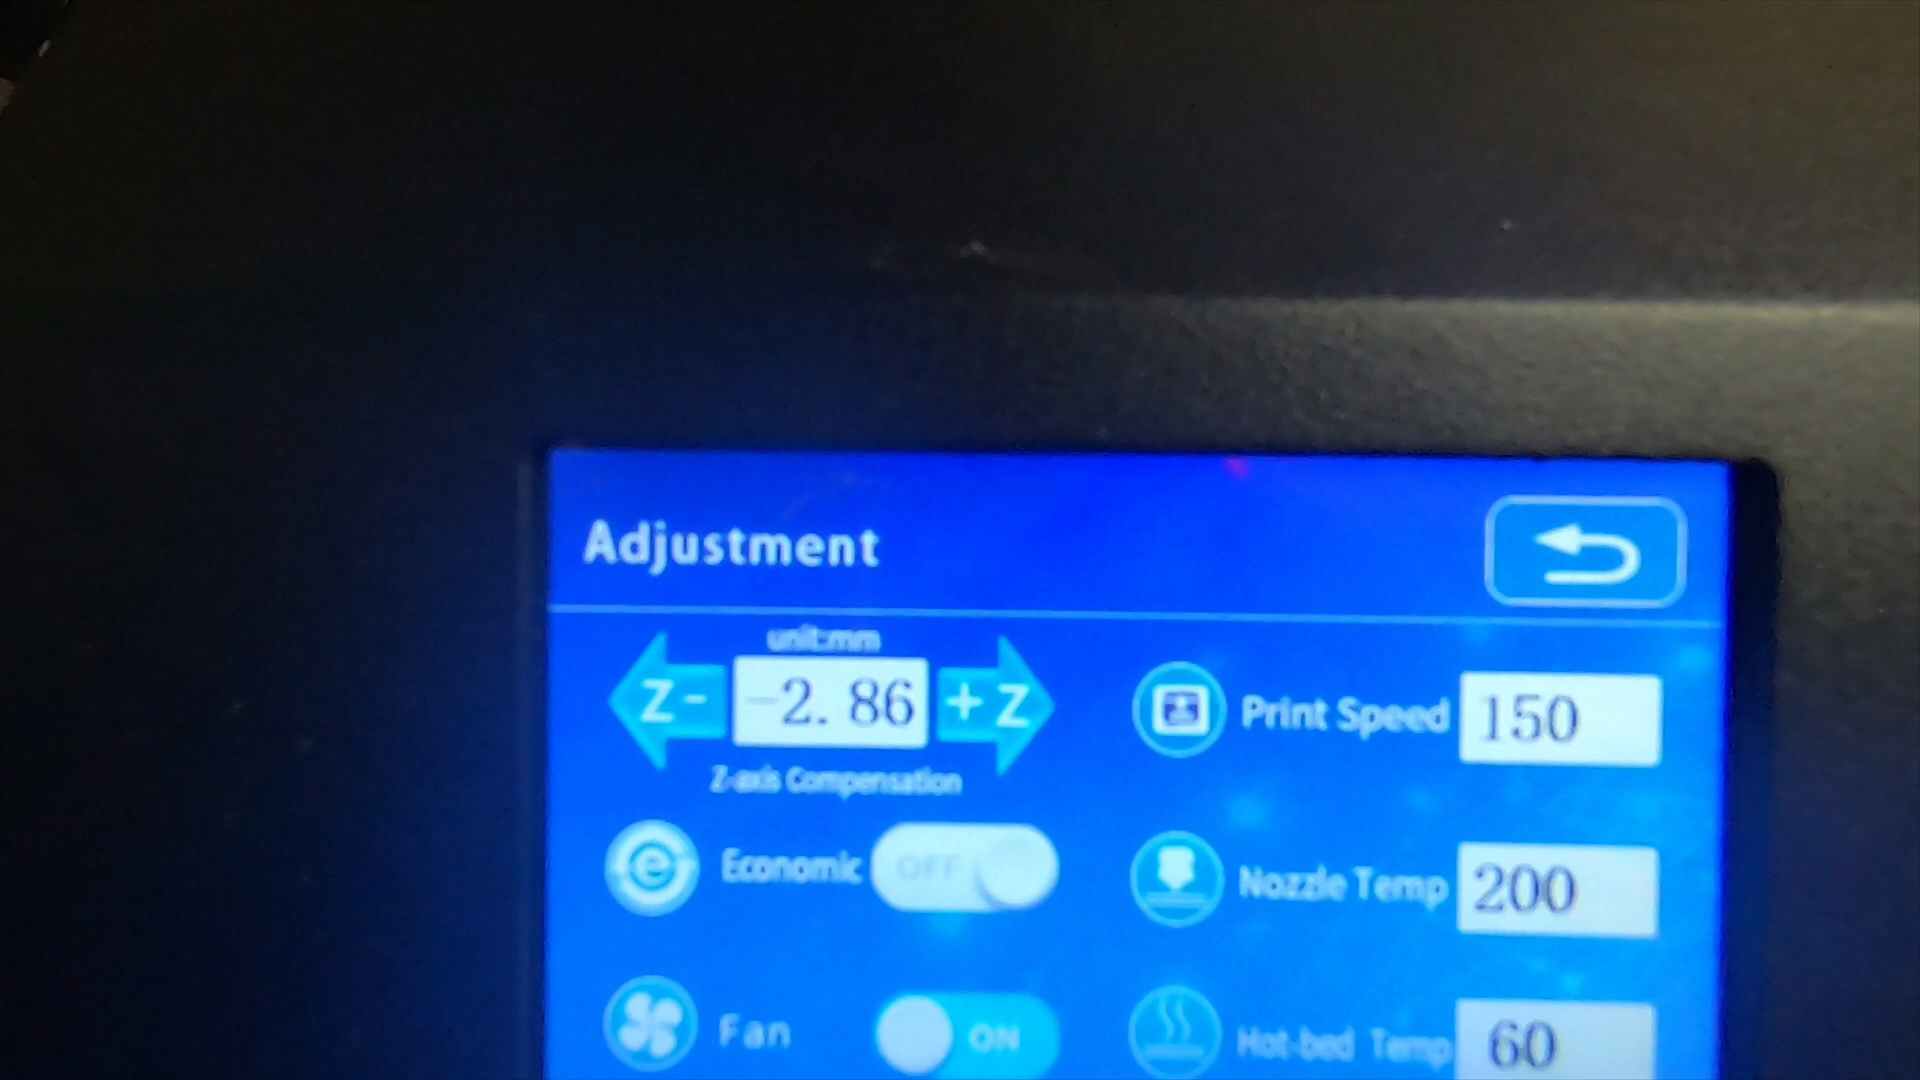 Adjustment
unit:mm
Z- -2.86 +Z
Z-axis Compensation
Print Speed 150
e Economic OFF
Nozzle Temp 200
Fan ON
Hot-bed Temp 60